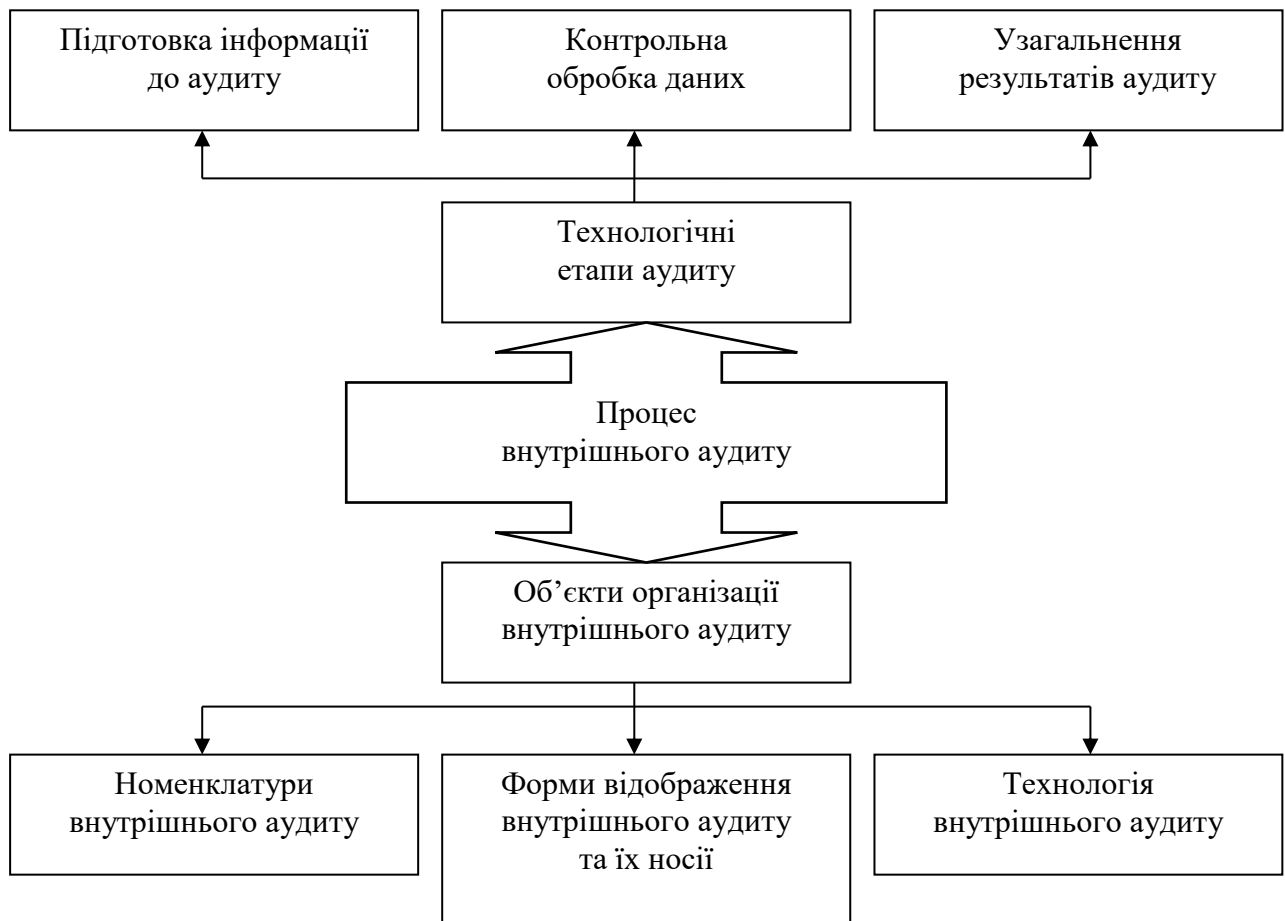 Підготовка інформації
до аудиту
Контрольна
обробка даних
Узагальнення
результатів аудиту
Технологічні
етапи аудиту
Процес
внутрішнього аудиту
Об’єкти організації
внутрішнього аудиту
Номенклатури
внутрішнього аудиту
Форми відображення
внутрішнього аудиту
та їх носії
Технологія
внутрішнього аудиту